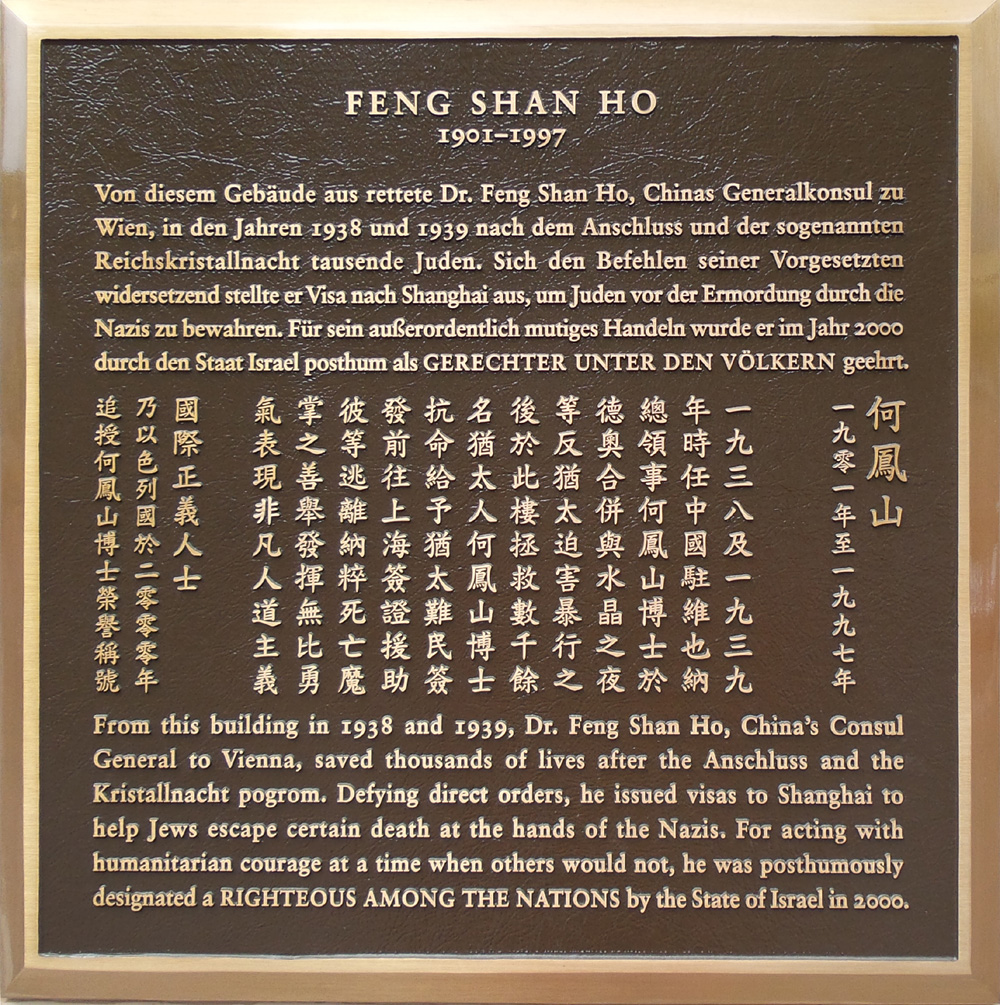 FENG SHAN HO
1901–1997
Von diesem Gebäude aus rettete Dr. Feng Shan Ho, Chinas Generalkonsul zu
Wien, in den Jahren 1938 und 1939 nach dem Anschluss und der sogenannten
Reichskristallnacht tausende Juden. Sich den Befehlen seiner Vorgesetzten
widersetzend stellte er Visa nach Shanghai aus, um Juden vor der Ermordung durch die
Nazis zu bewahren. Für sein außerordentlich mutiges Handeln wurde er im Jahr 2000
durch den Staat Israel posthum als GERECHTER UNTER DEN VÖLKERN geehrt.
何鳳山
一九零一年至一九九七年
一九三八及一九三九
年時任中國駐維也納
總領事何鳳山博士於
德奧合併與水晶之夜
等反猶太迫害暴行之
後於此樓拯救數千餘
名猶太人何鳳山博士
抗命給予猶太難民簽
發前往上海簽證援助
彼等逃離納粹死亡魔
掌之善舉發揮無比勇
氣表現非凡人道主義
國際正義人士
乃以色列國於二零零零年
追授何鳳山博士榮譽稱號
From this building in 1938 and 1939, Dr. Feng Shan Ho, China's Consul
General to Vienna, saved thousands of lives after the Anschluss and the
Kristallnacht pogrom. Defying direct orders, he issued visas to Shanghai to
help Jews escape certain death at the hands of the Nazis. For acting with
humanitarian courage at a time when others would not, he was posthumously
designated a RIGHTEOUS AMONG THE NATIONS by the State of Israel in 2000.